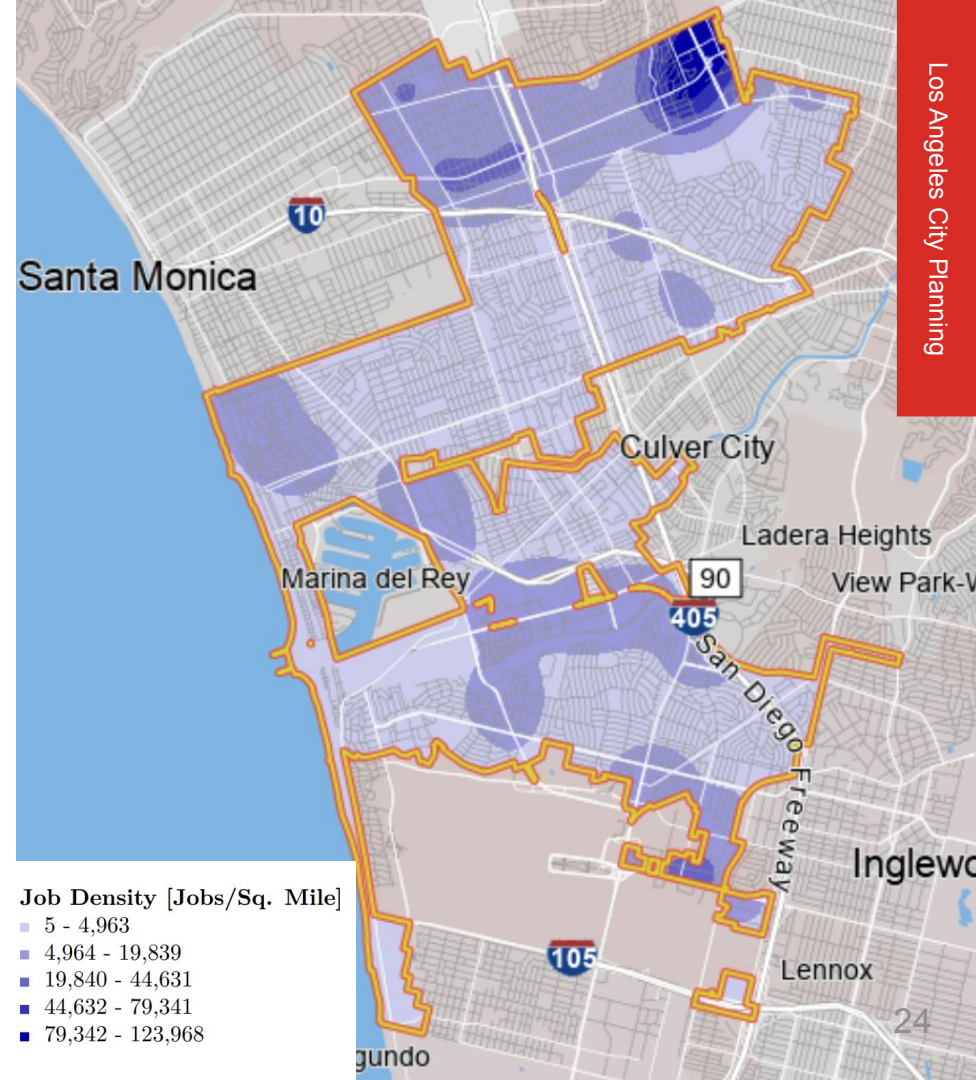 Los Angeles City Planning
10
Santa Monica
Culver City
Ladera Heights
Marina del Rey
90
View Park-V
405
San Diego Freeway
Inglewo
105
Lennox
24
gundo
Job Density [Jobs/Sq. Mile]
5 - 4,963
4,964 - 19,839
19,840 - 44,631
44,632 - 79,341
79,342 - 123,968